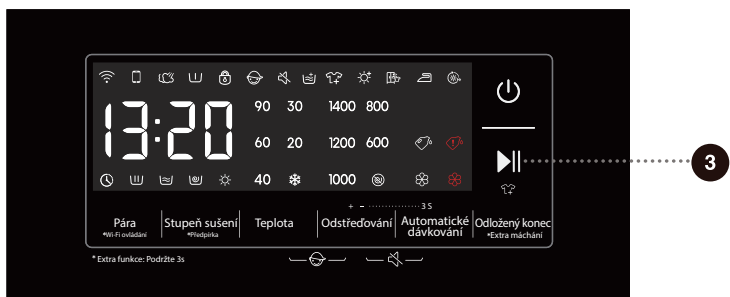 13:20
90 30 1400 800
60 20 1200 600
40 1000
3
+ - 3 S
Pára
*Wi-Fi ovládání
Stupeň sušení
*Předpírka
Teplota
Odstřeďování
Automatické
dávkování
Odložený konec
*Extra máchání
* Extra funkce: Podržte 3s